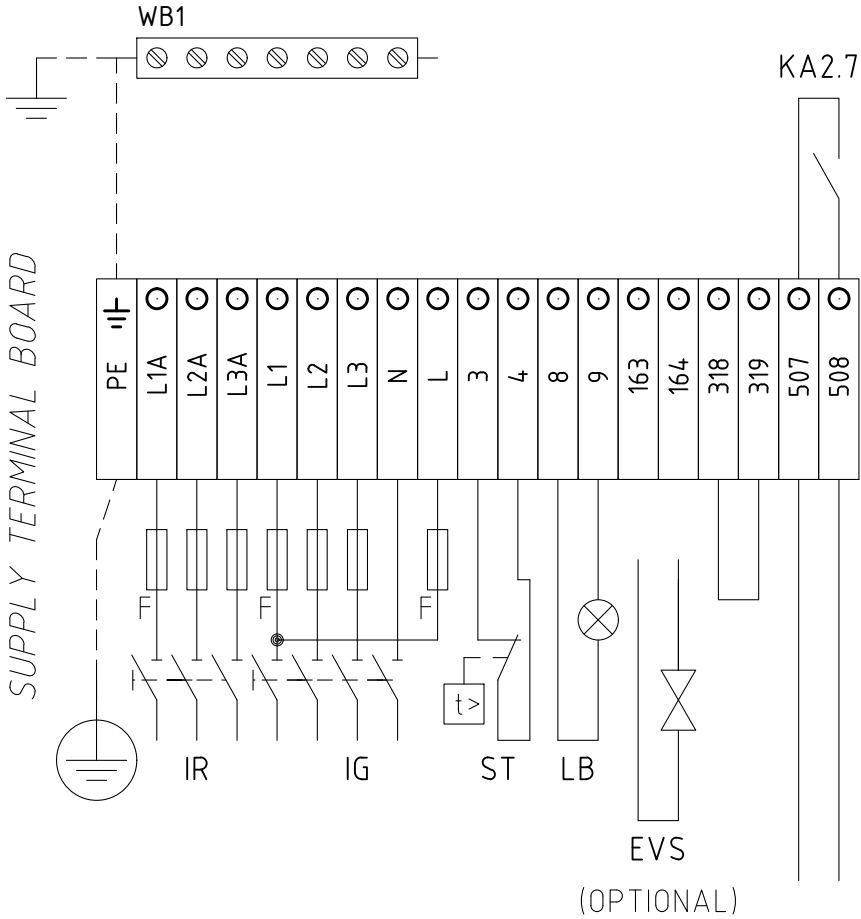 WB1
KA2.7
SUPPLY TERMINAL BOARD
PE L1A L2A L3A L1 L2 L3 N L 3 4 8 9 163 164 318 319 507 508
F F F
t>
IR IG ST LB
EVS
(OPTIONAL)